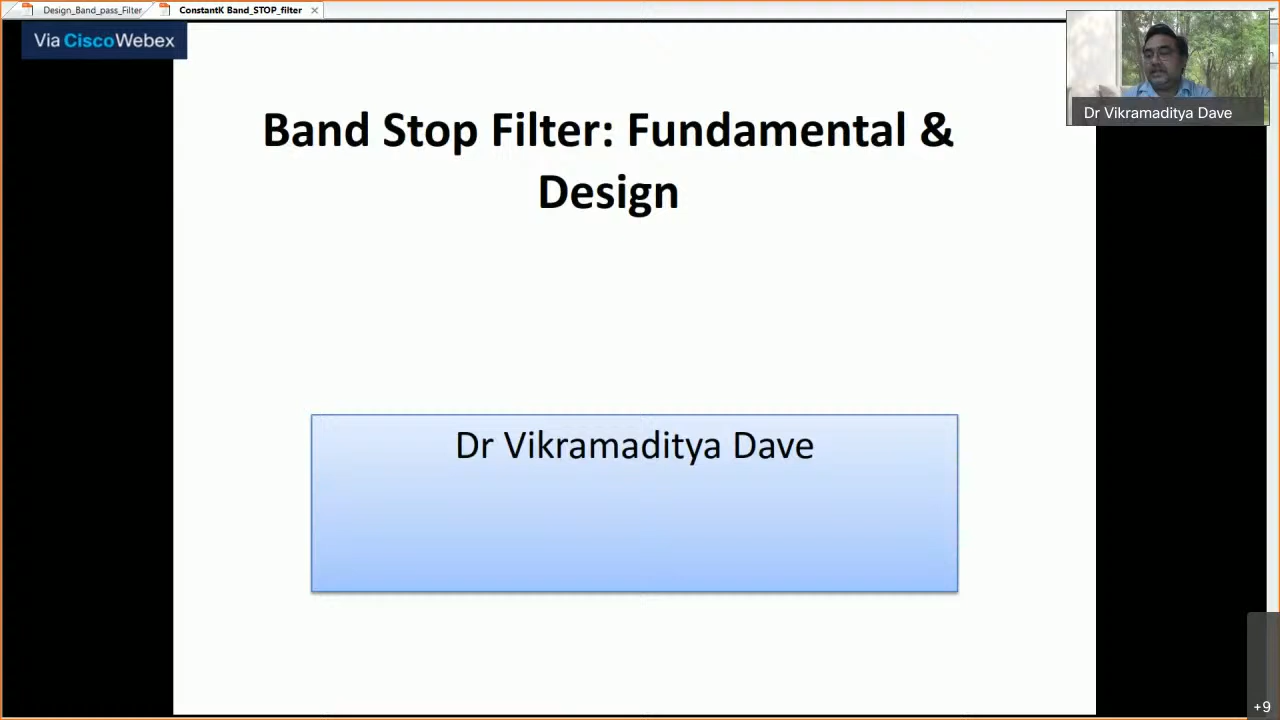 Design_Band_pass_Filter
ConstantK Band_STOP_filter
Via CiscoWebex
Dr Vikramaditya Dave
Band Stop Filter: Fundamental &
Design
Dr Vikramaditya Dave
+9